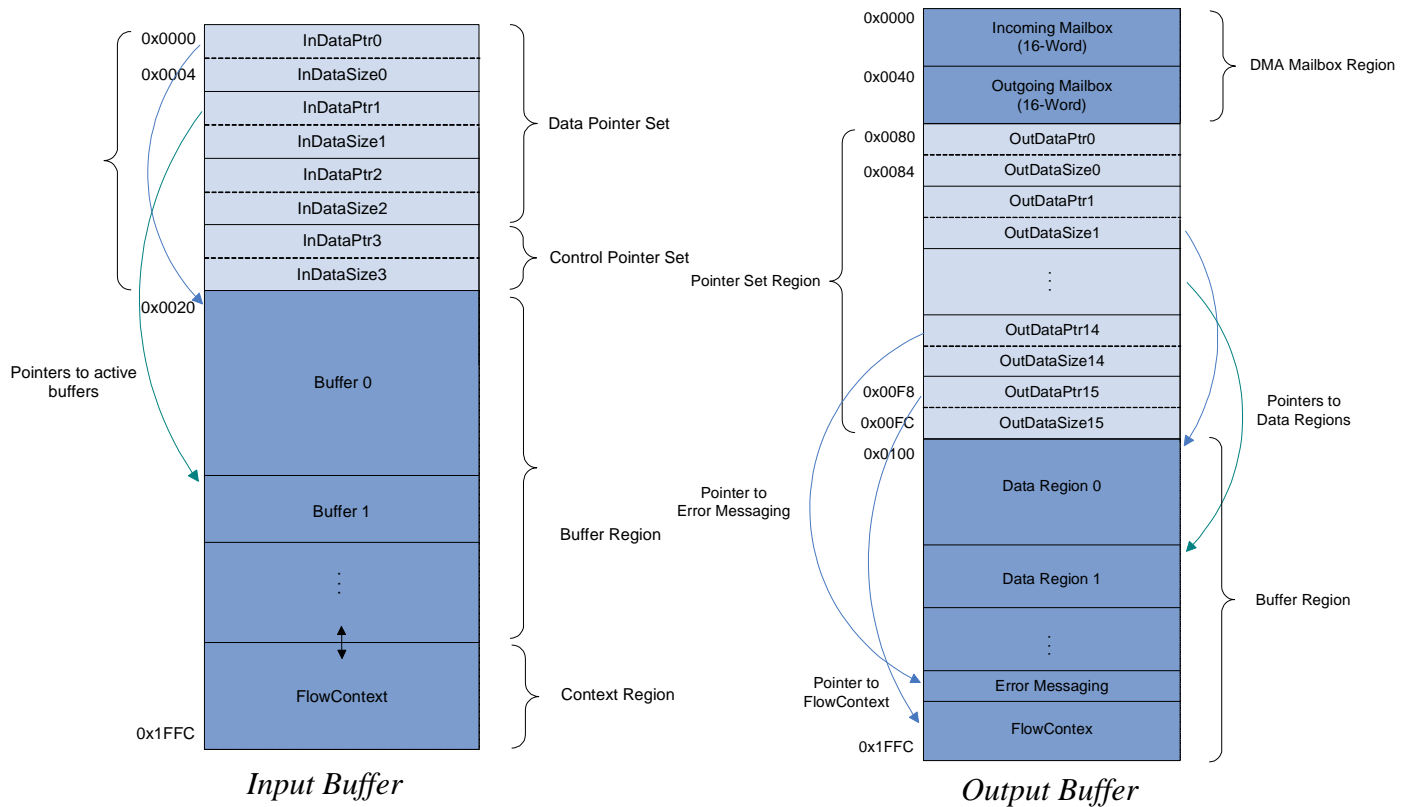 0x0000
InDataPtr0
0x0004
InDataSize0
InDataPtr1
InDataSize1
InDataPtr2
InDataSize2
InDataPtr3
InDataSize3
Data Pointer Set
Control Pointer Set
0x0020
Buffer 0
Pointers to active
buffers
Buffer 1
Buffer Region
FlowContext
Context Region
0x1FFC
Input Buffer
0x0000
Incoming Mailbox
(16-Word)
DMA Mailbox Region
0x0040
Outgoing Mailbox
(16-Word)
0x0080
OutDataPtr0
0x0084
OutDataSize0
OutDataPtr1
OutDataSize1
Pointer Set Region
OutDataPtr14
OutDataSize14
0x00F8
OutDataPtr15
0x00FC
OutDataSize15
Pointers to
Data Regions
0x0100
Data Region 0
Pointer to
Error Messaging
Data Region 1
Buffer Region
Error Messaging
Pointer to
FlowContext
FlowContex
0x1FFC
Output Buffer